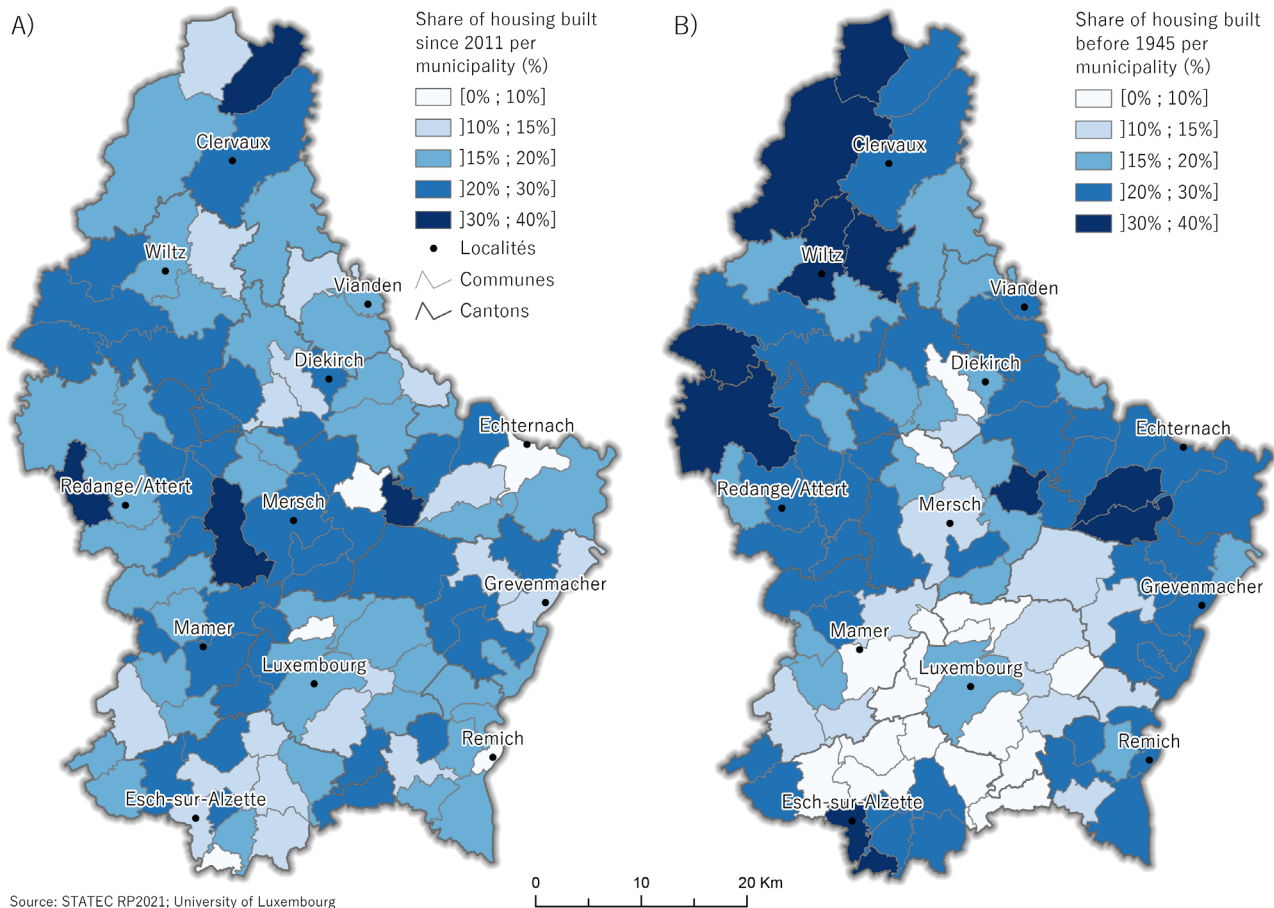 A)
Share of housing built
since 2011 per
municipality (%)
[0% ; 10%]
]10% ; 15%]
]15% ; 20%]
]20% ; 30%]
]30% ; 40%]
Localités
Communes
Cantons
Clervaux
Wiltz
Vianden
Diekirch
Echternach
Redange/Attert
Mersch
Grevenmacher
Mamer
Luxembourg
Remich
Esch-sur-Alzette
B)
Share of housing built
before 1945 per
municipality (%)
[0% ; 10%]
]10% ; 15%]
]15% ; 20%]
]20% ; 30%]
]30% ; 40%]
Clervaux
Wiltz
Vianden
Diekirch
Echternach
Redange/Attert
Mersch
Grevenmacher
Mamer
Luxembourg
Remich
Esch-sur-Alzette
0 10 20 Km
Source: STATEC RP2021; University of Luxembourg